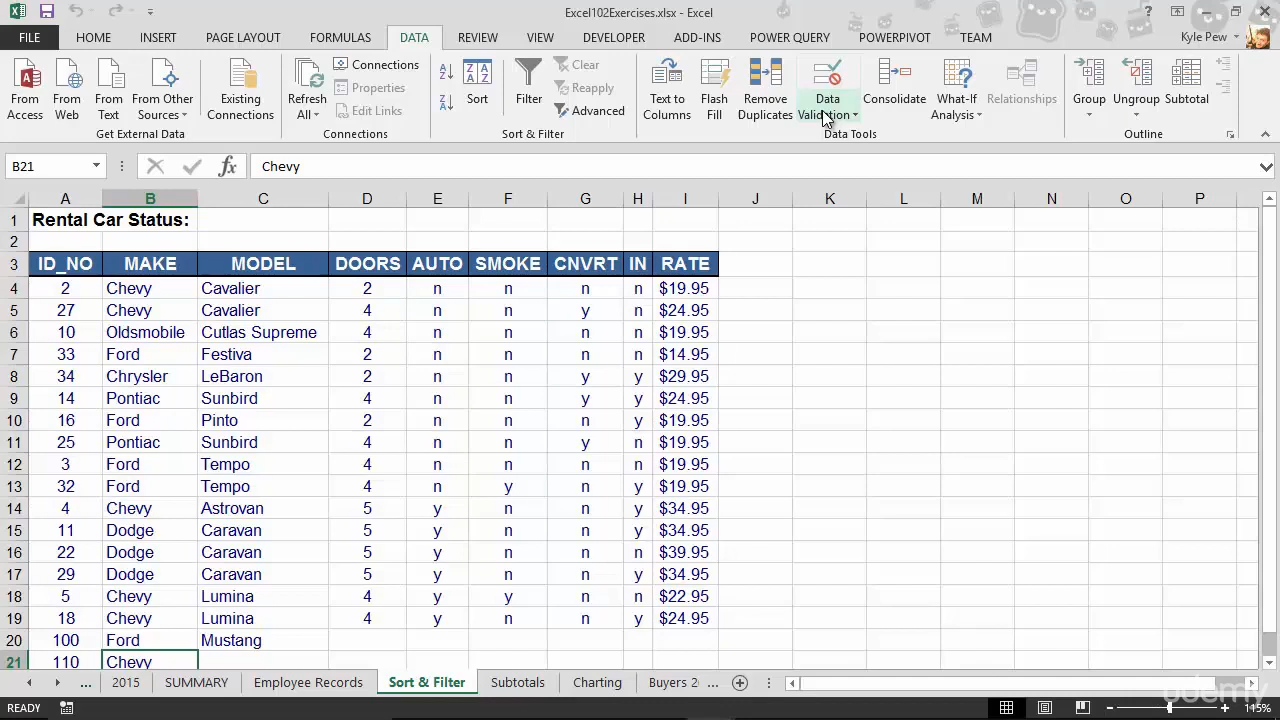 Excel102Exercises.xlsx - Excel
FILE HOME INSERT PAGE LAYOUT FORMULAS DATA REVIEW VIEW DEVELOPER ADD-INS POWER QUERY POWERPIVOT TEAM Kyle Pew
From Access From Web From Text From Other Sources Existing Connections Refresh All Connections Properties Edit Links Sort Filter Clear Reapply Advanced Text to Columns Flash Fill Remove Duplicates Data Validation Consolidate What-If Analysis Relationships Group Ungroup Subtotal
Get External Data Connections Sort & Filter Data Tools Outline
B21 fx Chevy
A B C D E F G H I J K L M N O P
1 Rental Car Status:
2
3 ID_NO MAKE MODEL DOORS AUTO SMOKE CNVRT IN RATE
4 2 Chevy Cavalier 2 n n n n $19.95
5 27 Chevy Cavalier 4 n n y n $24.95
6 10 Oldsmobile Cutlas Supreme 4 n n n n $19.95
7 33 Ford Festiva 2 n n n n $14.95
8 34 Chrysler LeBaron 2 n n y y $29.95
9 14 Pontiac Sunbird 4 n n y y $24.95
10 16 Ford Pinto 2 n n n y $19.95
11 25 Pontiac Sunbird 4 n n y y $19.95
12 3 Ford Tempo 4 n n n n $19.95
13 32 Ford Tempo 4 n y n y $19.95
14 4 Chevy Astrovan 5 y n n y $34.95
15 11 Dodge Caravan 5 y n n y $34.95
16 22 Dodge Caravan 5 y n n n $39.95
17 29 Dodge Caravan 5 y n n y $34.95
18 5 Chevy Lumina 4 y y n n $22.95
19 18 Chevy Lumina 4 y n n y $24.95
20 100 Ford Mustang
21 110 Chevy
... 2015 SUMMARY Employee Records Sort & Filter Subtotals Charting Buyers 2 ...
udemy
READY 115%